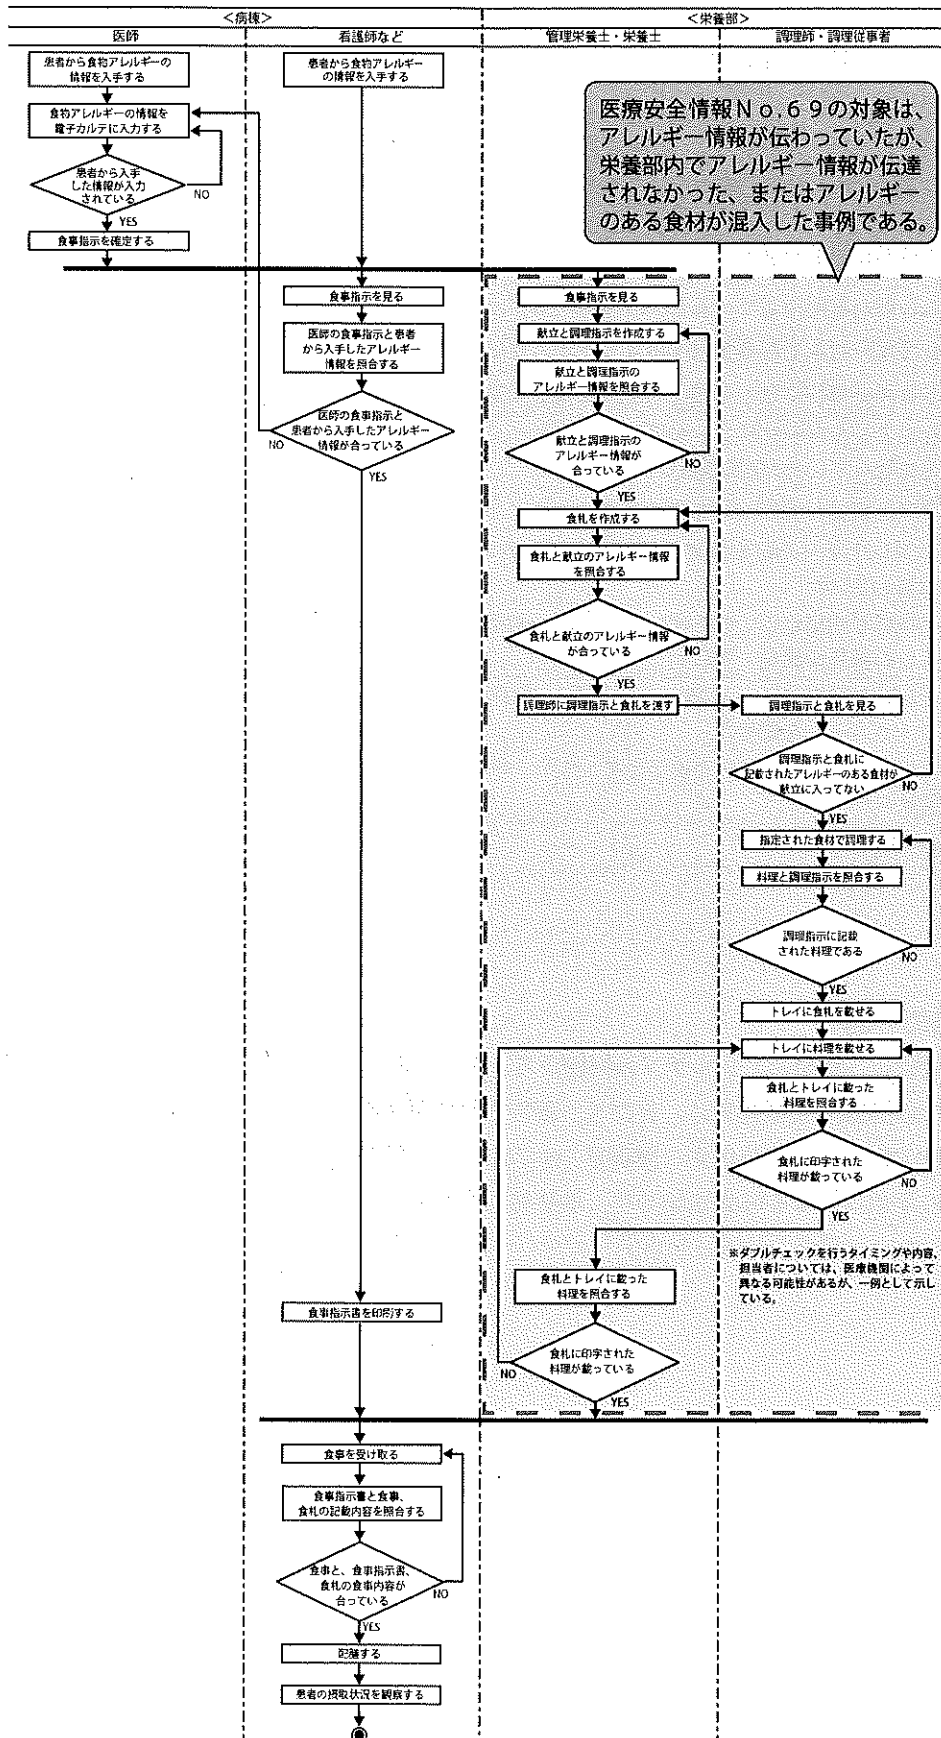 <病棟>
<栄養部>
医師
看護師など
管理栄養士・栄養士
調理師・調理従事者
患者から食物アレルギーの
情報を入手する
食物アレルギーの情報を
電子カルテに入力する
患者から入手
した情報が入力
されている
NO
YES
食事指示を確定する
患者から食物アレルギー
の情報を入手する
医療安全情報No.69の対象は、
アレルギー情報が伝わっていたが、
栄養部内でアレルギー情報が伝達
されなかった、またはアレルギー
のある食材が混入した事例である。
食事指示を見る
医師の食事指示と患者
から入手したアレルギー
情報を照合する
医師の食事指示と
患者から入手したアレルギー
情報が合っている
NO
YES
食事指示を見る
献立と調理指示を作成する
献立と調理指示の
アレルギー情報を照合する
献立と調理指示の
アレルギー情報が
合っている
NO
YES
食札を作成する
食札と献立のアレルギー情報
を照合する
食札と献立のアレルギー情報
が合っている
NO
YES
調理師に調理指示と食札を渡す
調理指示と食札を見る
調理指示と食札に
記載されたアレルギーのある食材が
献立に入ってない
NO
YES
指定された食材で調理する
料理と調理指示を照合する
調理指示に記載
された料理である
NO
YES
トレイに食札を載せる
トレイに料理を載せる
食札とトレイに載った
料理を照合する
食札に印字された
料理が載っている
NO
YES
※ダブルチェックを行うタイミングや内容、
担当者については、医療機関によって
異なる可能性があるが、一例として示し
ている。
食札とトレイに載った
料理を照合する
食札に印字された
料理が載っている
NO
YES
食事指示書を印刷する
食事を受け取る
食事指示書と食事、
食札の記載内容を照合する
食事と、食事指示書、
食札の食事内容が
合っている
NO
YES
配膳する
患者の摂取状況を観察する